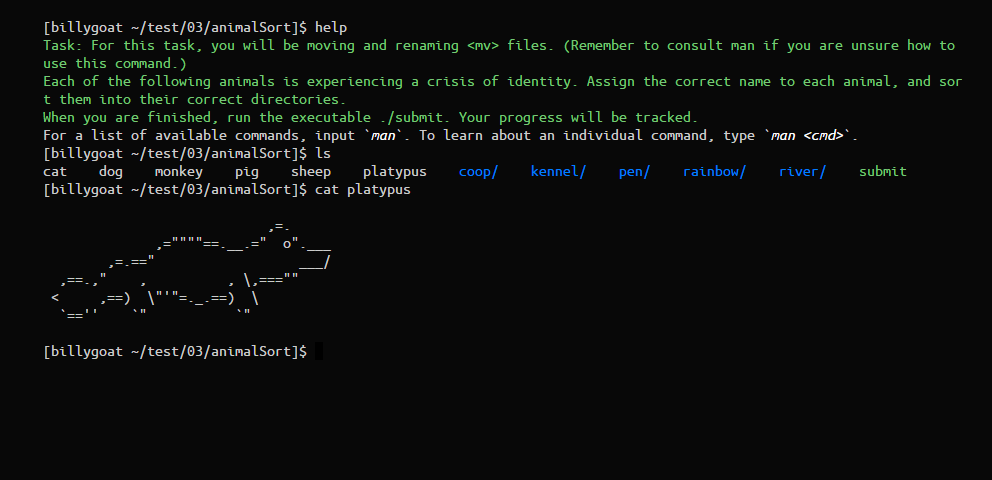 [billygoat ~/test/03/animalSort]$ help
Task: For this task, you will be moving and renaming <mv> files. (Remember to consult man if you are unsure how to
use this command.)
Each of the following animals is experiencing a crisis of identity. Assign the correct name to each animal, and sor
t them into their correct directories.
When you are finished, run the executable ./submit. Your progress will be tracked.
For a list of available commands, input `man`. To learn about an individual command, type `man <cmd>`.
[billygoat ~/test/03/animalSort]$ ls
cat    dog    monkey    pig    sheep    platypus    coop/    kennel/    pen/    rainbow/    river/    submit
[billygoat ~/test/03/animalSort]$ cat platypus
                            ,=.
              ,=""""==.__.="  o".___
        ,=.=="                  ___/
  ,==.,"    ,          , \,===""
 <     ,==)  \"'"=._.==)  \
  `==''    `"           `"
[billygoat ~/test/03/animalSort]$